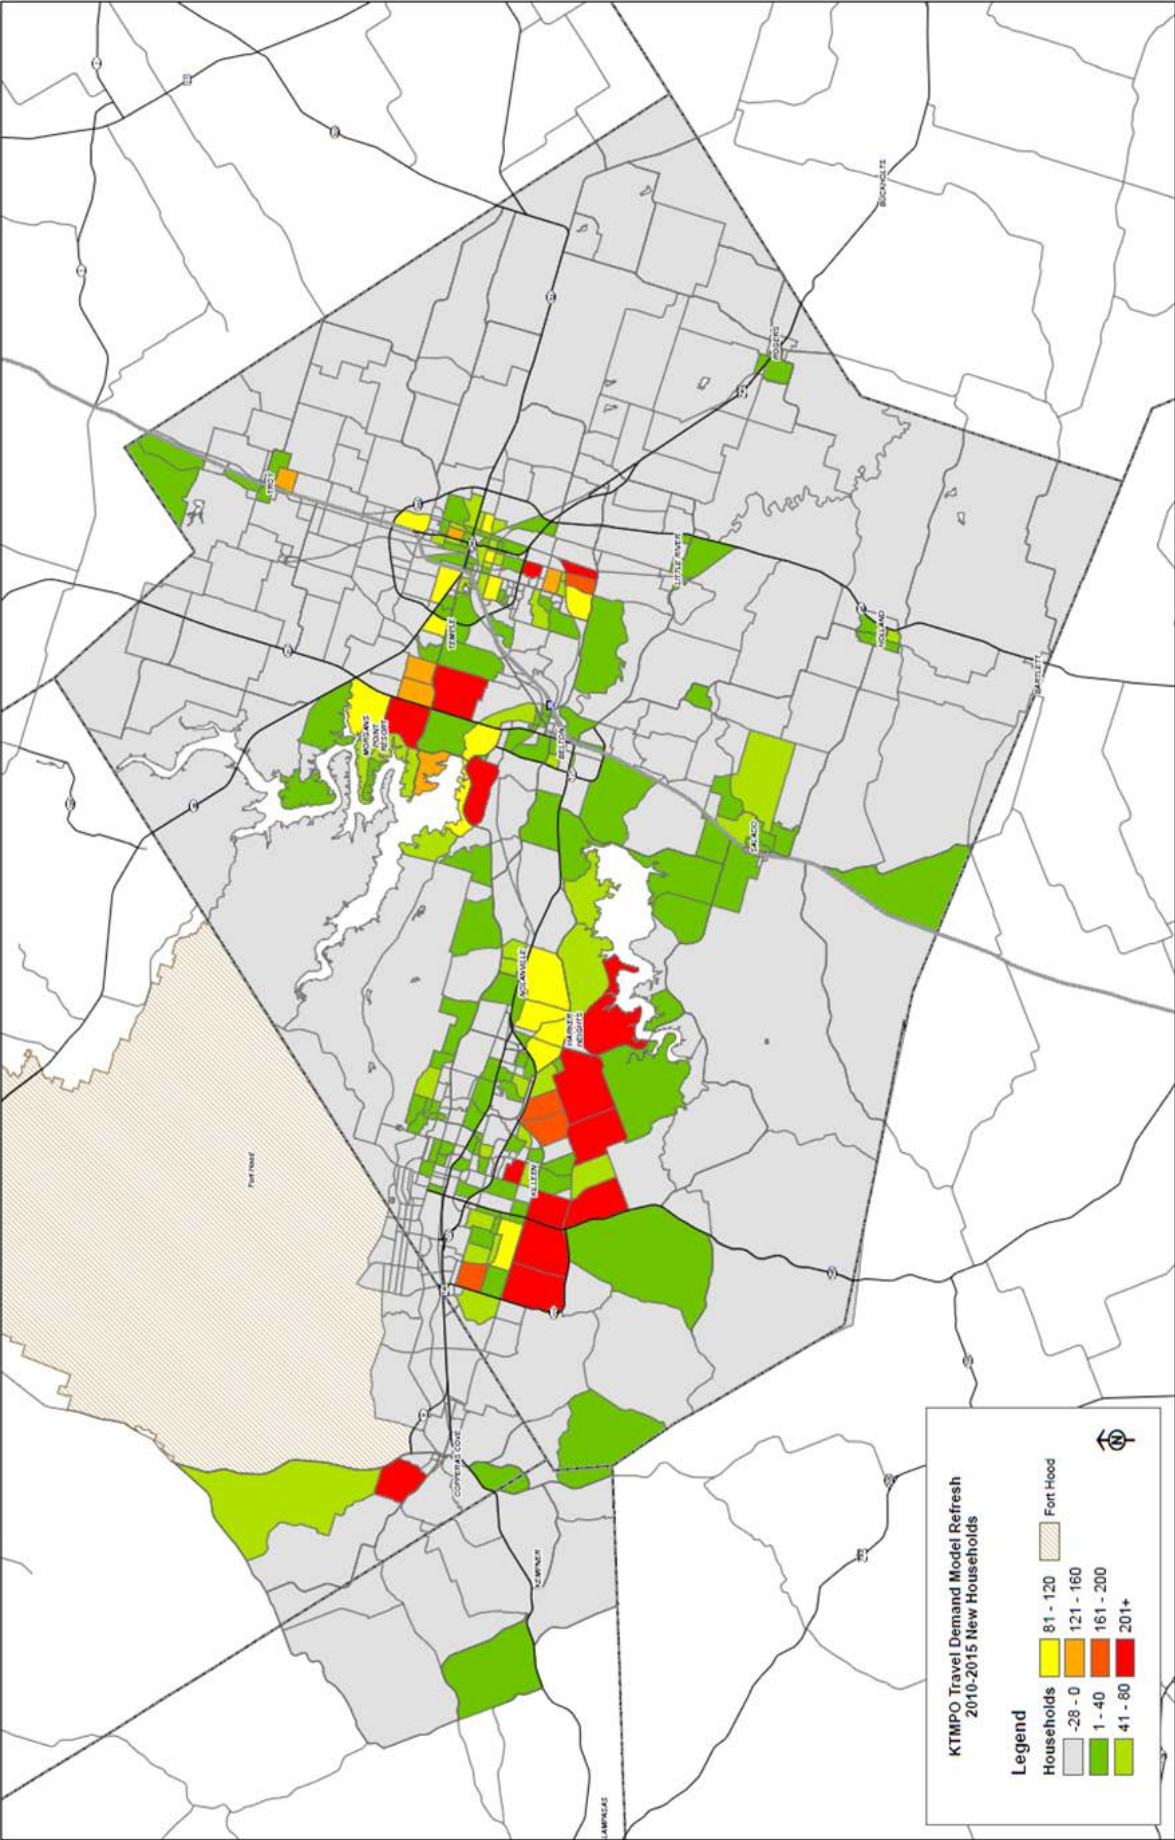 KTMPO Travel Demand Model Refresh
2010-2015 New Households
Legend
Households
-28 - 0
1 - 40
41 - 80
81 - 120
121 - 160
161 - 200
201+
Fort Hood
N
Fort Hood
LAMPASAS
KEMPNER
COPPERAS COVE
KILLEEN
HARKER
HEIGHTS
NOLANVILLE
SALADO
BELTON
MORGANS
POINT
RESORT
TEMPLE
TROY
LITTLE RIVER
HOLLAND
BARTLETT
ROGERS
BUCKHOLTS